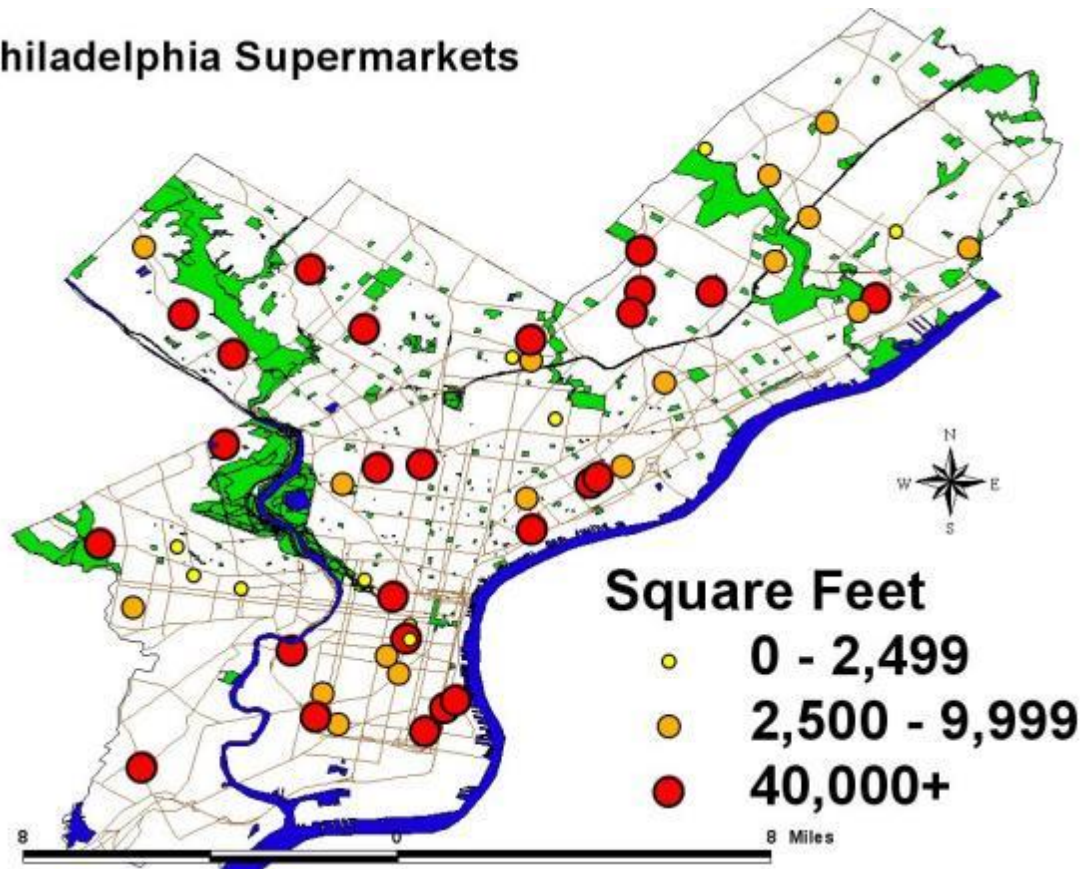 hiladelphia Supermarkets
N
W E
S
Square Feet
0 - 2,499
2,500 - 9,999
40,000+
8 0 8 Miles